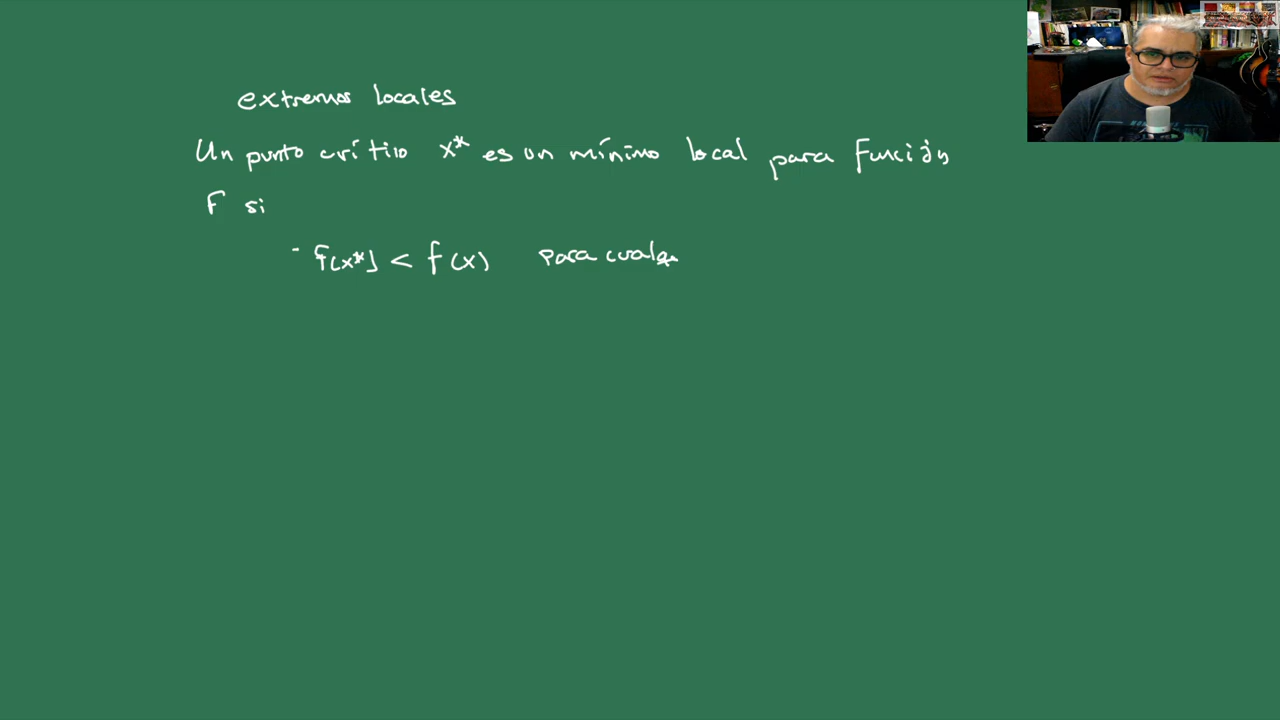 extremos locales
Un punto crítico x* es un mínimo local para función
F si
- f(x*) < f(x) para cualq